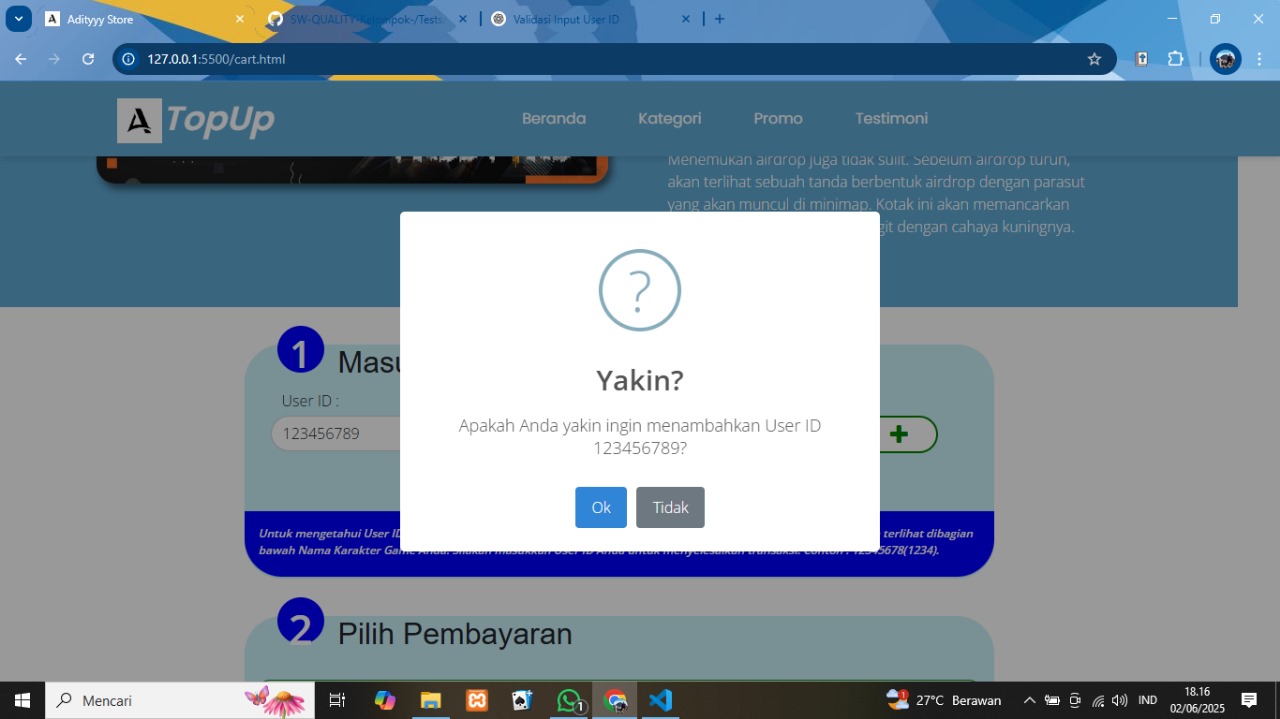 Adityyy Store
SW-QUALITY-Kelompok-/Tests
Validasi Input User ID
127.0.0.1:5500/cart.html
A TopUp
Beranda
Kategori
Promo
Testimoni
Menemukan airdrop juga tidak sulit. Sebelum airdrop turun,
akan terlihat sebuah tanda berbentuk airdrop dengan parasut
yang akan muncul di minimap. Kotak ini akan memancarkan
dengan cahaya kuningnya.
?
Yakin?
Apakah Anda yakin ingin menambahkan User ID
123456789?
Ok
Tidak
1
User ID :
123456789
Untuk mengetahui User ID
terlihat dibagian
bawah Nama Karakter Game Anda. Silakan masukkan User ID Anda untuk menyelesaikan transaksi. Contoh : 12345678(1234).
2
Pilih Pembayaran
Mencari
1
1
27°C Berawan
IND
18.16
02/06/2025